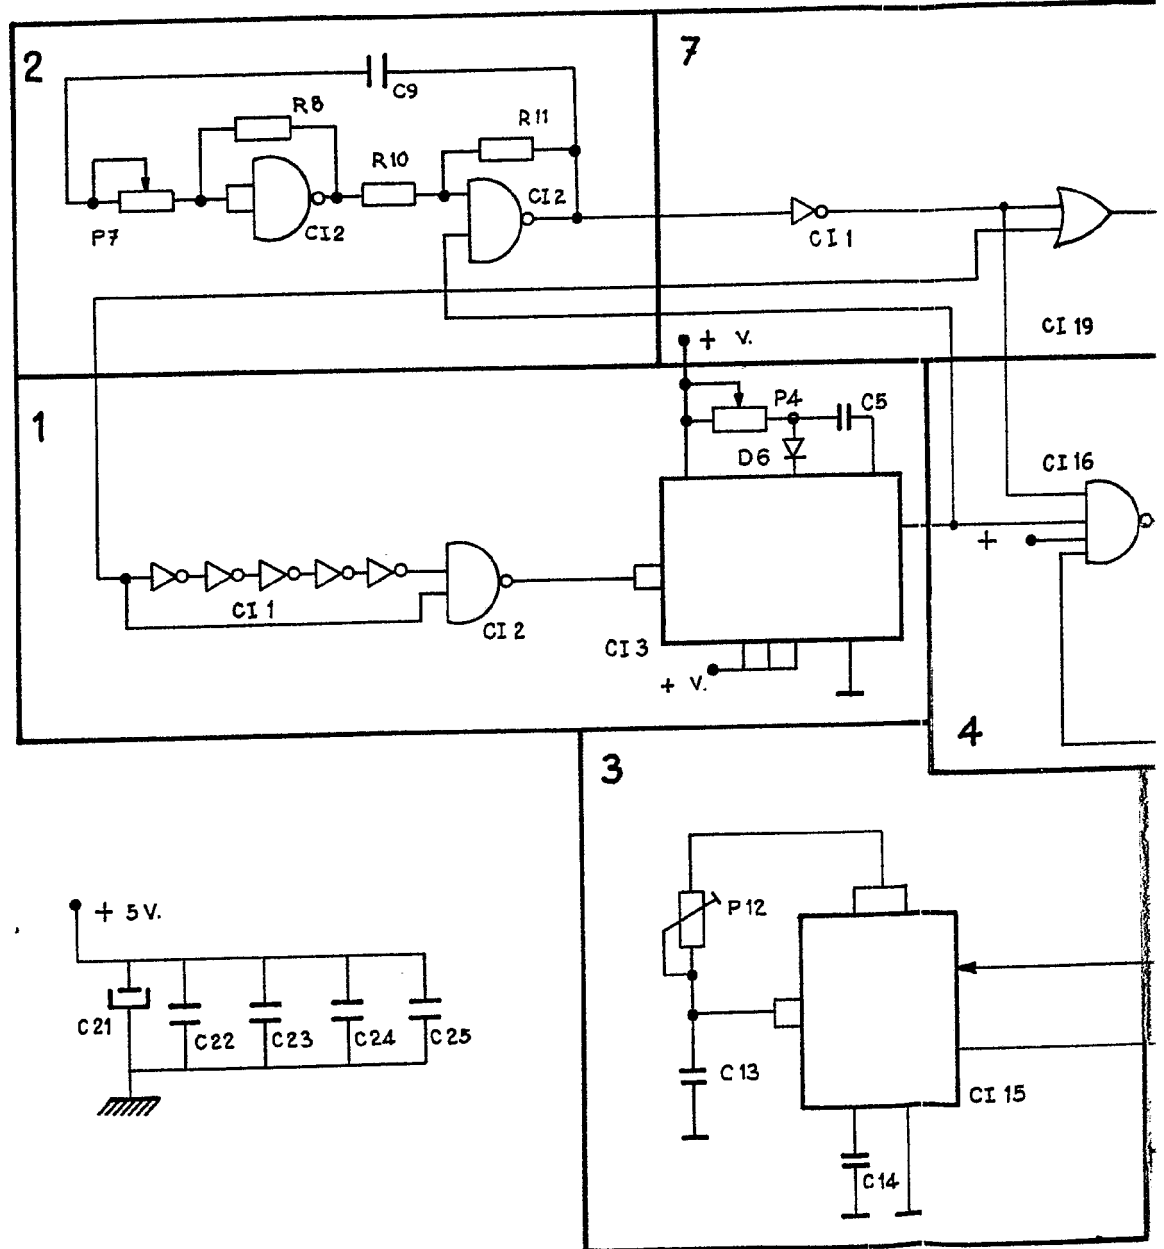 2
7
C9
R8
R11
R10
CI2
P7
CI2
CI1
CI19
+ V.
1
P4
C5
D6
CI16
+
CI1
CI2
CI3
+ V.
4
3
+ 5V.
P12
C21
C22
C23
C24
C25
C13
CI15
C14